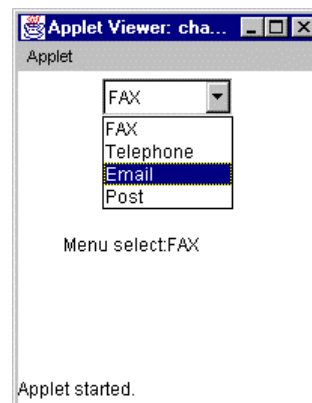 Applet Viewer: cha...
Applet
FAX
FAX
Telephone
Email
Post
Menu select:FAX
Applet started.